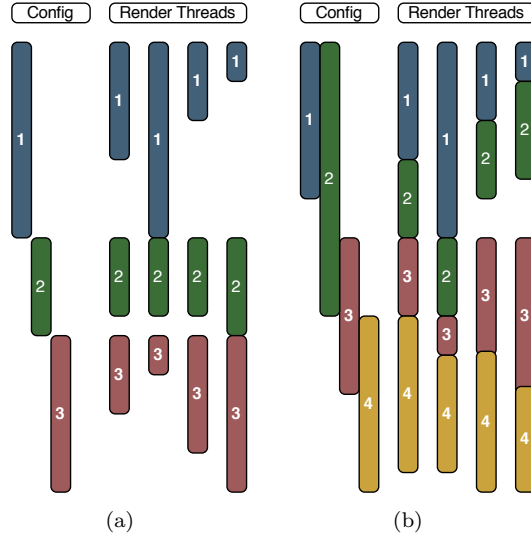 Config Render Threads Config Render Threads
1 1 1 1 1 1 2 1 1 1 1
2 2 2 2 2 2 3 2 2 2
3 3 3 3 3 4 3 3 3 3
4 4 4 4
(a) (b)